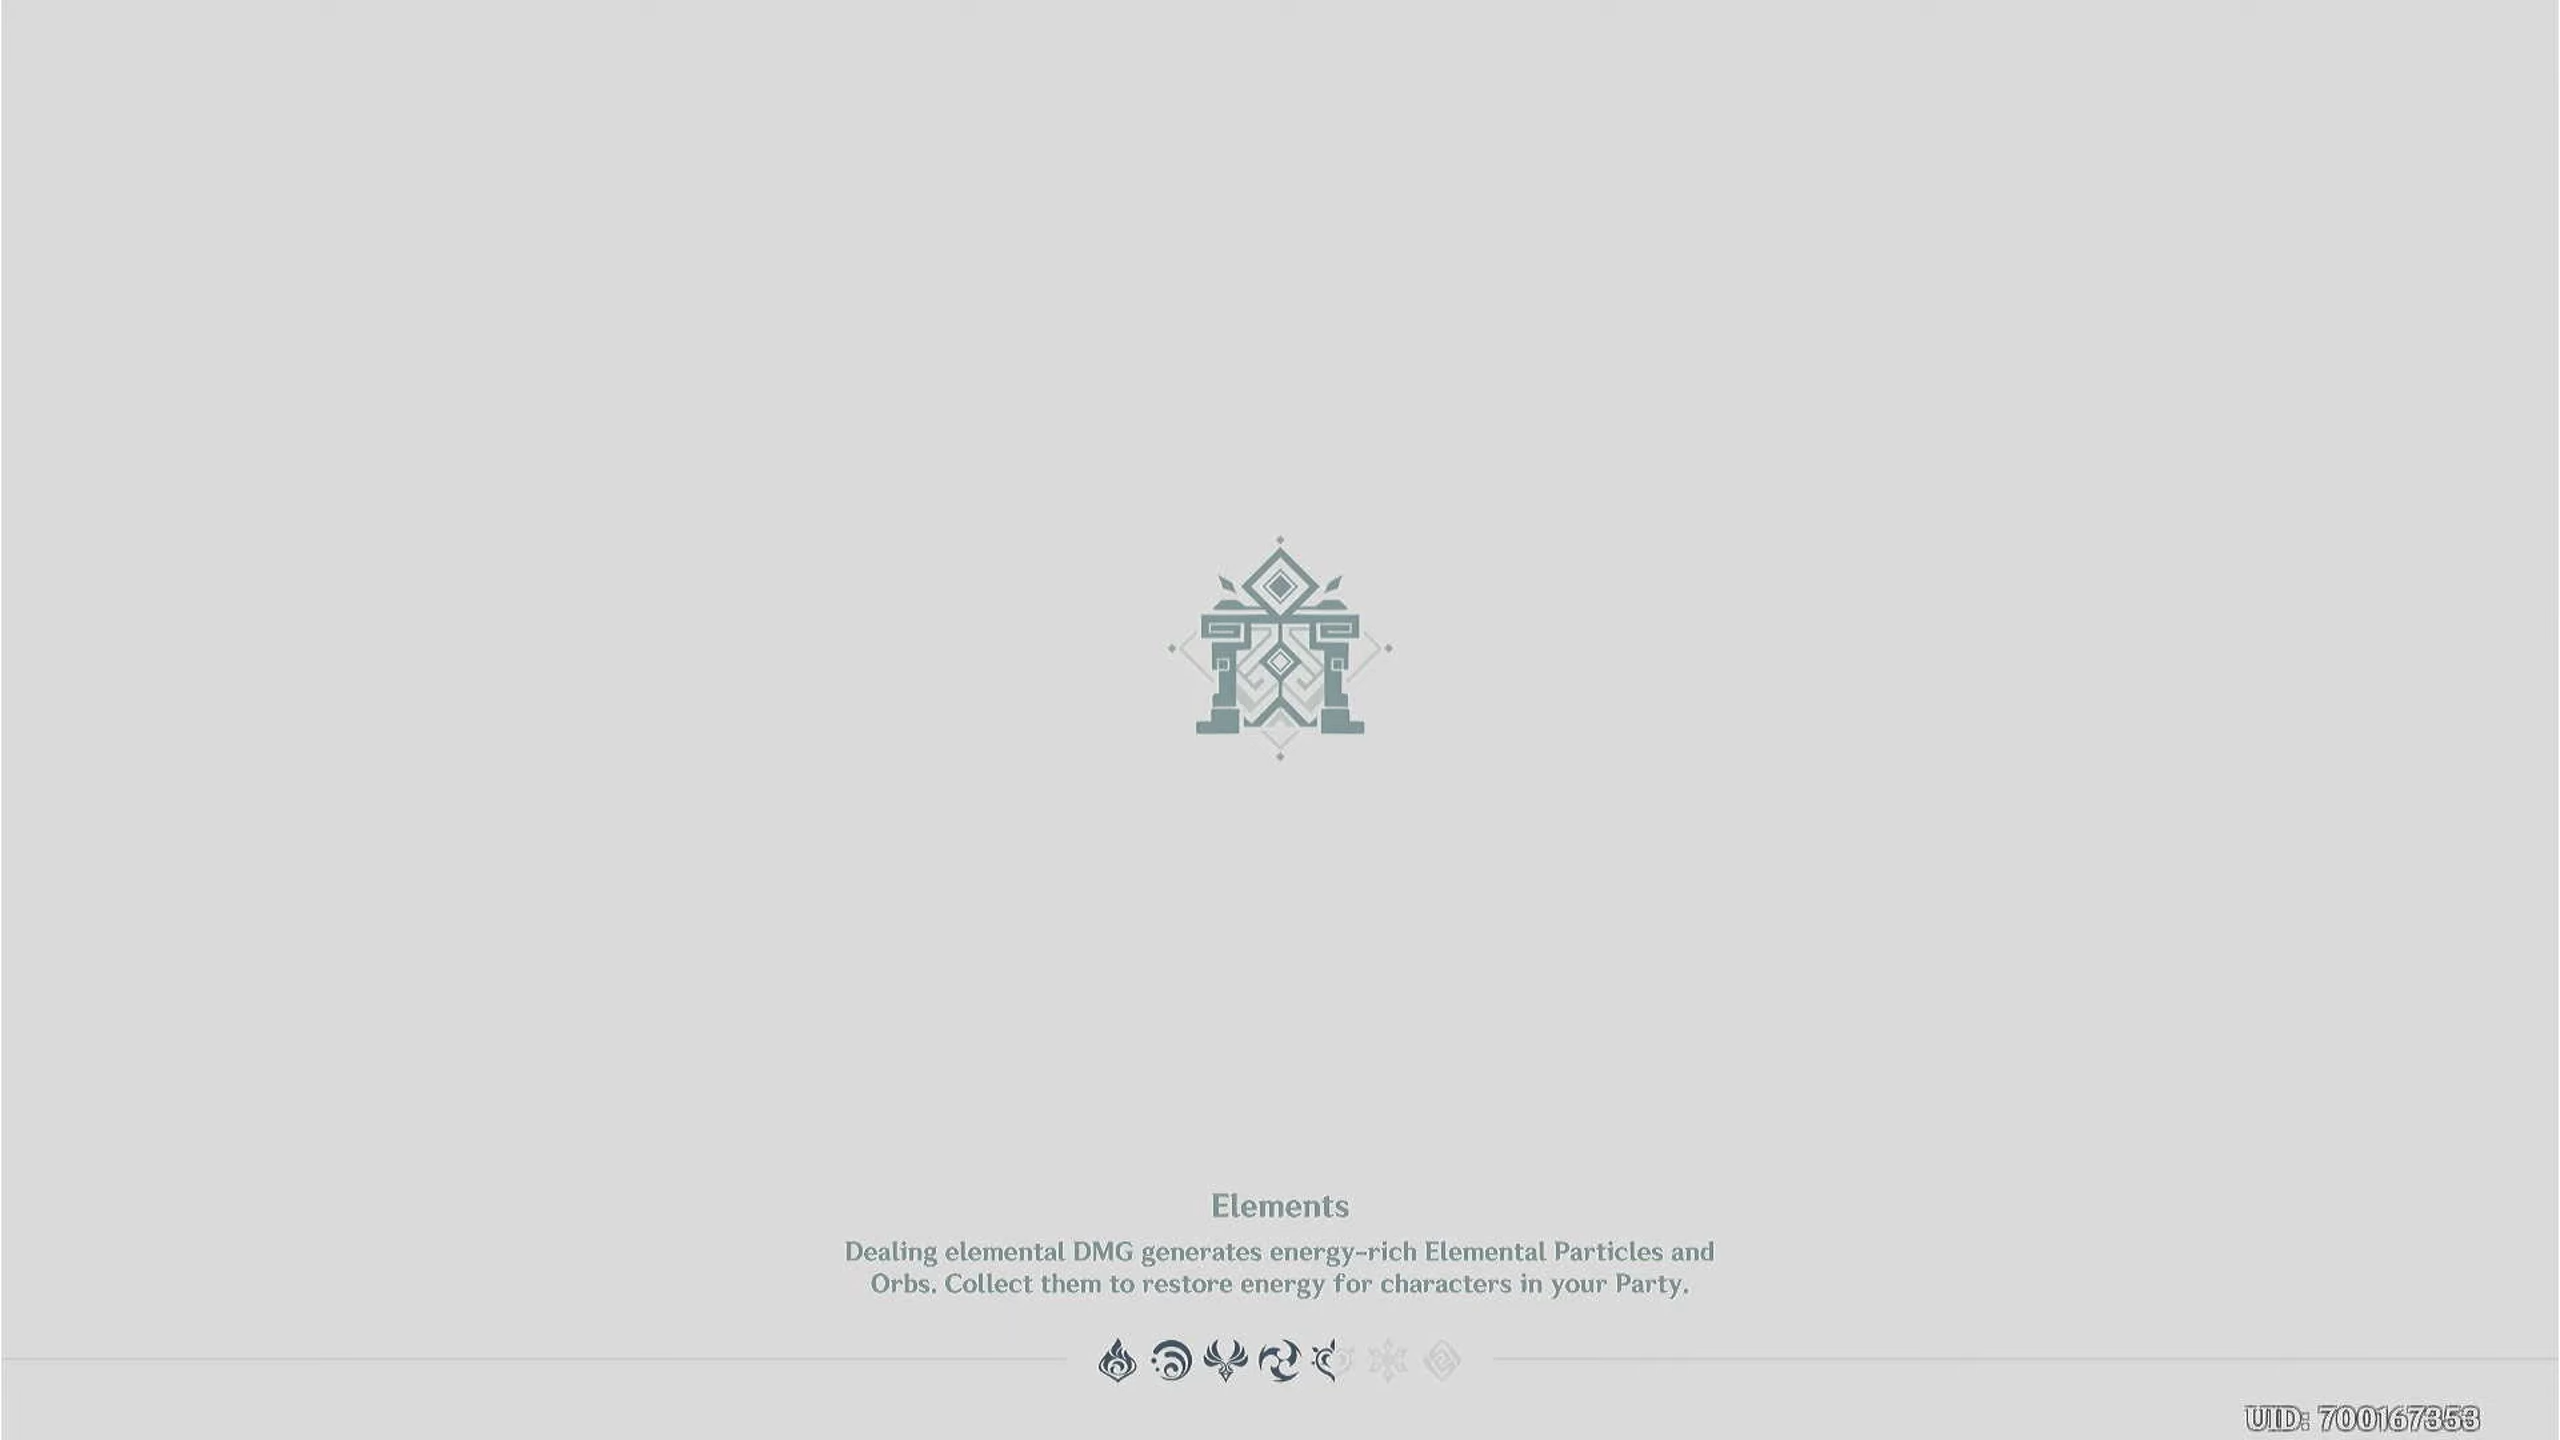 Elements
Dealing elemental DMG generates energy-rich Elemental Particles and
Orbs. Collect them to restore energy for characters in your Party.
UID: 700167353